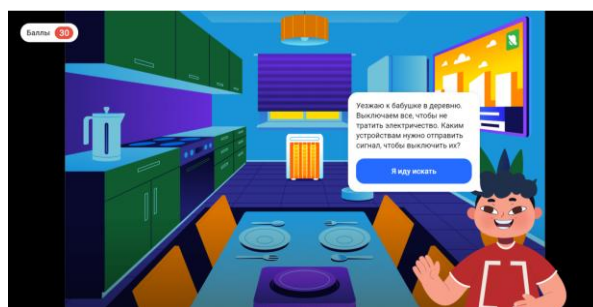 Баллы 30
Уезжаю к бабушке в деревню.
Выключаем все, чтобы не
тратить электричество. Каким
устройствам нужно отправить
сигнал, чтобы выключить их?
Я иду искать